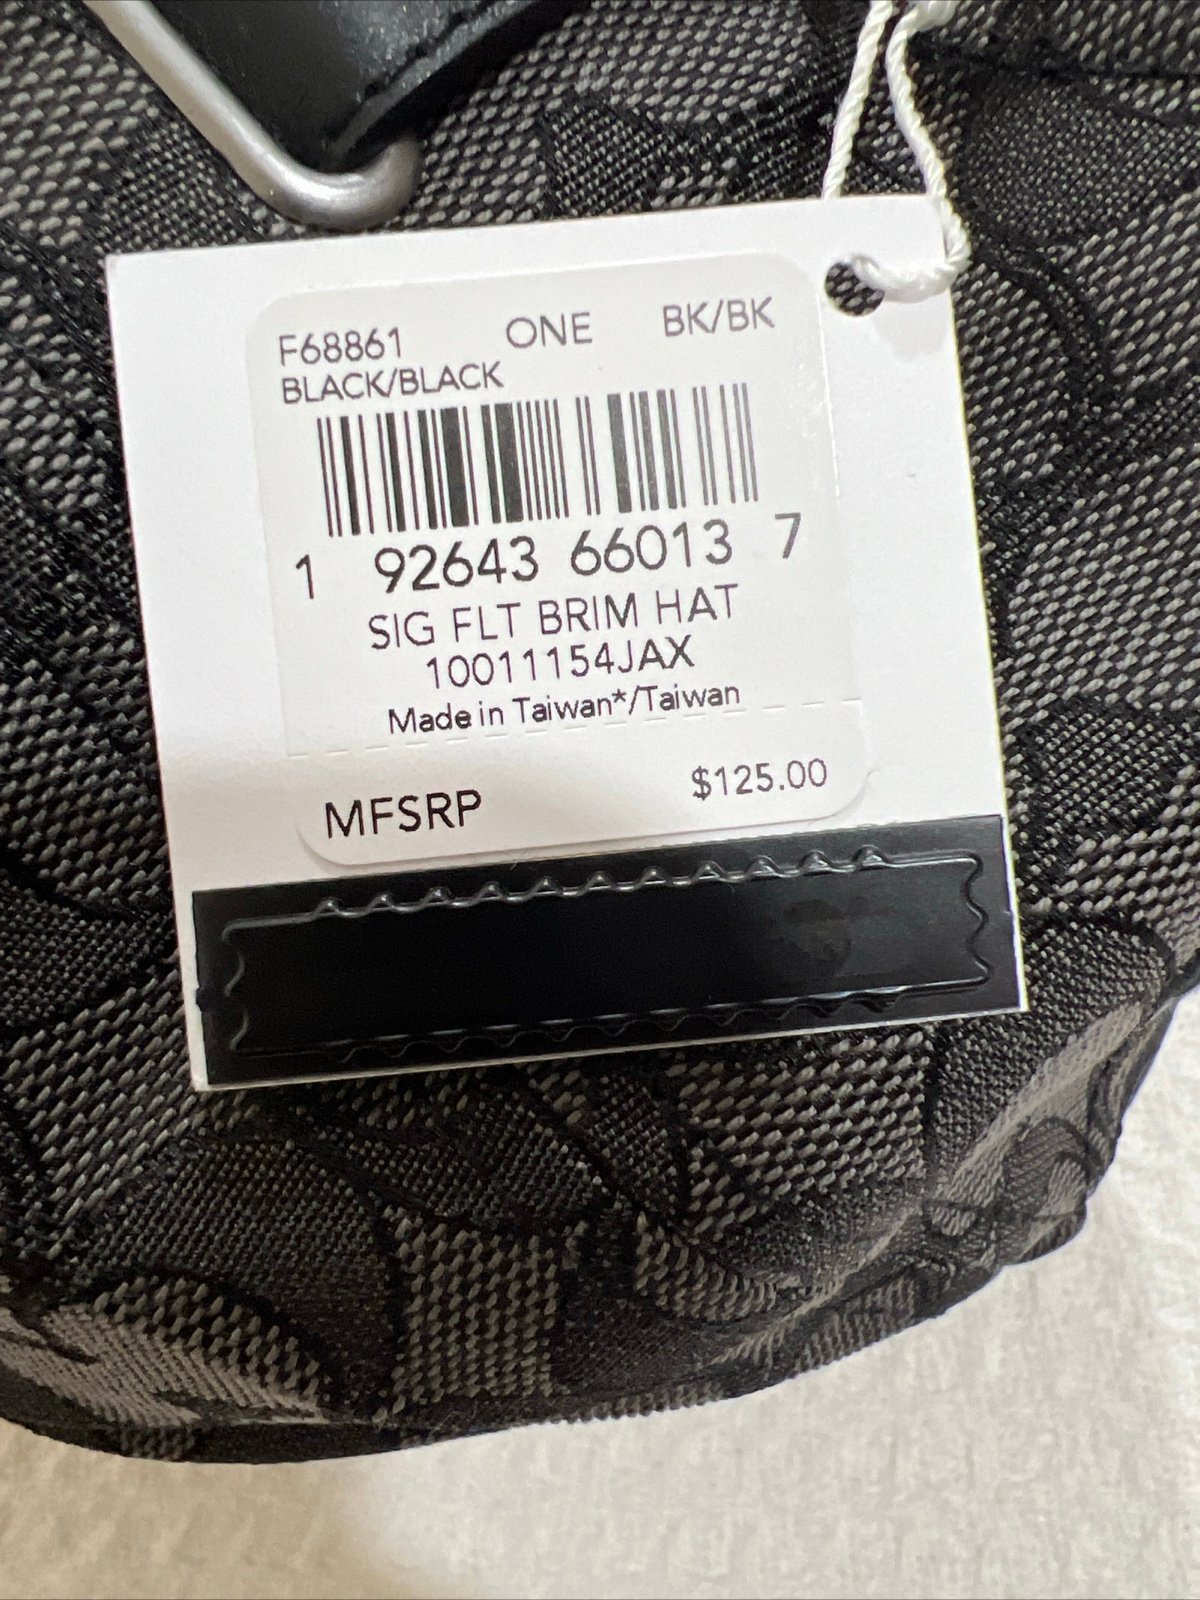 F68861 ONE BK/BK
BLACK/BLACK
1 92643 66013 7
SIG FLT BRIM HAT
10011154JAX
Made in Taiwan*/Taiwan
MFSRP $125.00